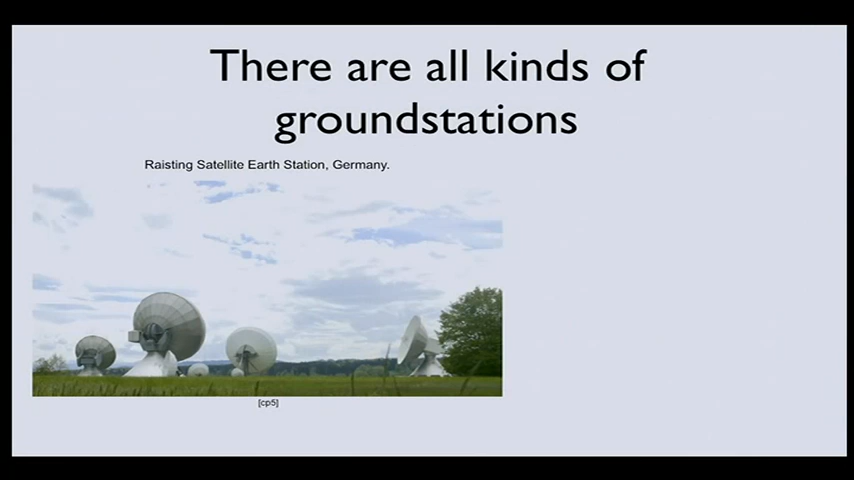 There are all kinds of
groundstations
Raisting Satellite Earth Station, Germany.
[cp5]